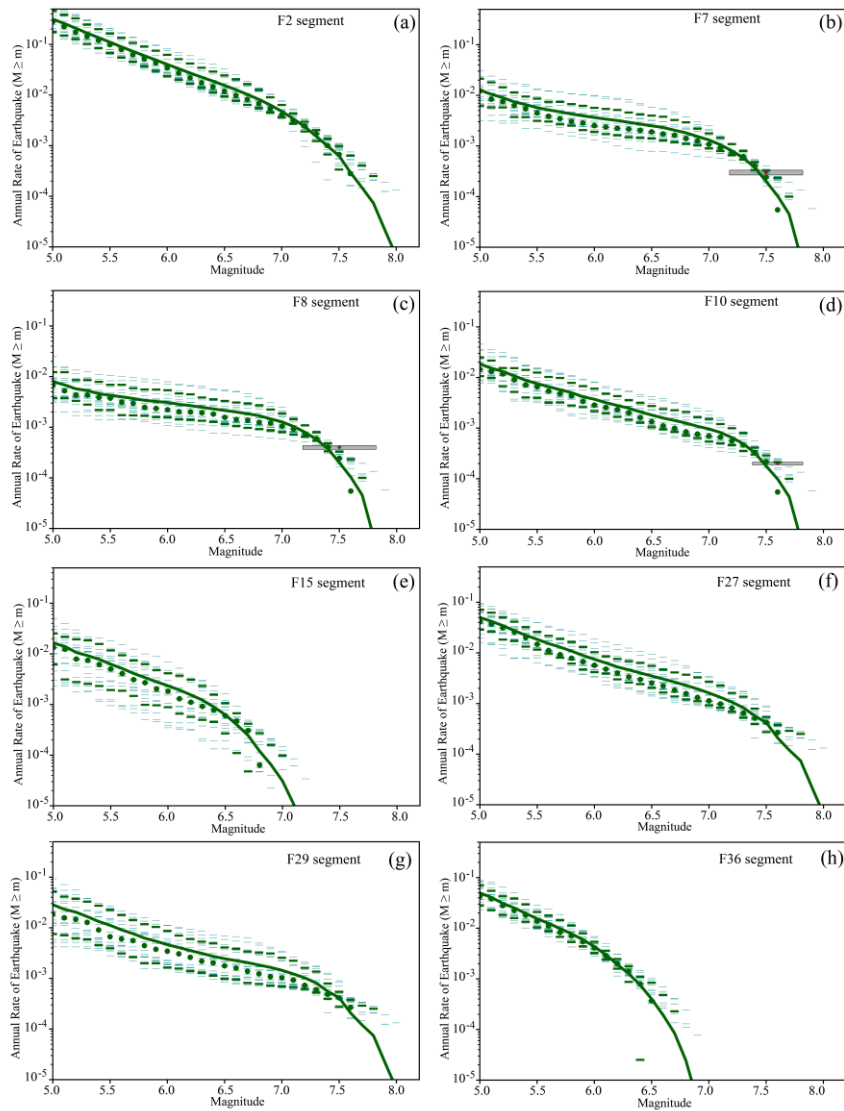 F2 segment (a)
Annual Rate of Earthquake (M ≥ m)
10⁻¹
10⁻²
10⁻³
10⁻⁴
10⁻⁵
5.0 5.5 6.0 6.5 7.0 7.5 8.0
Magnitude
F7 segment (b)
Annual Rate of Earthquake (M ≥ m)
10⁻¹
10⁻²
10⁻³
10⁻⁴
10⁻⁵
5.0 5.5 6.0 6.5 7.0 7.5 8.0
Magnitude
F8 segment (c)
Annual Rate of Earthquake (M ≥ m)
10⁻¹
10⁻²
10⁻³
10⁻⁴
10⁻⁵
5.0 5.5 6.0 6.5 7.0 7.5 8.0
Magnitude
F10 segment (d)
Annual Rate of Earthquake (M ≥ m)
10⁻¹
10⁻²
10⁻³
10⁻⁴
10⁻⁵
5.0 5.5 6.0 6.5 7.0 7.5 8.0
Magnitude
F15 segment (e)
Annual Rate of Earthquake (M ≥ m)
10⁻¹
10⁻²
10⁻³
10⁻⁴
10⁻⁵
5.0 5.5 6.0 6.5 7.0 7.5 8.0
Magnitude
F27 segment (f)
Annual Rate of Earthquake (M ≥ m)
10⁻¹
10⁻²
10⁻³
10⁻⁴
10⁻⁵
5.0 5.5 6.0 6.5 7.0 7.5 8.0
Magnitude
F29 segment (g)
Annual Rate of Earthquake (M ≥ m)
10⁻¹
10⁻²
10⁻³
10⁻⁴
10⁻⁵
5.0 5.5 6.0 6.5 7.0 7.5 8.0
Magnitude
F36 segment (h)
Annual Rate of Earthquake (M ≥ m)
10⁻¹
10⁻²
10⁻³
10⁻⁴
10⁻⁵
5.0 5.5 6.0 6.5 7.0 7.5 8.0
Magnitude